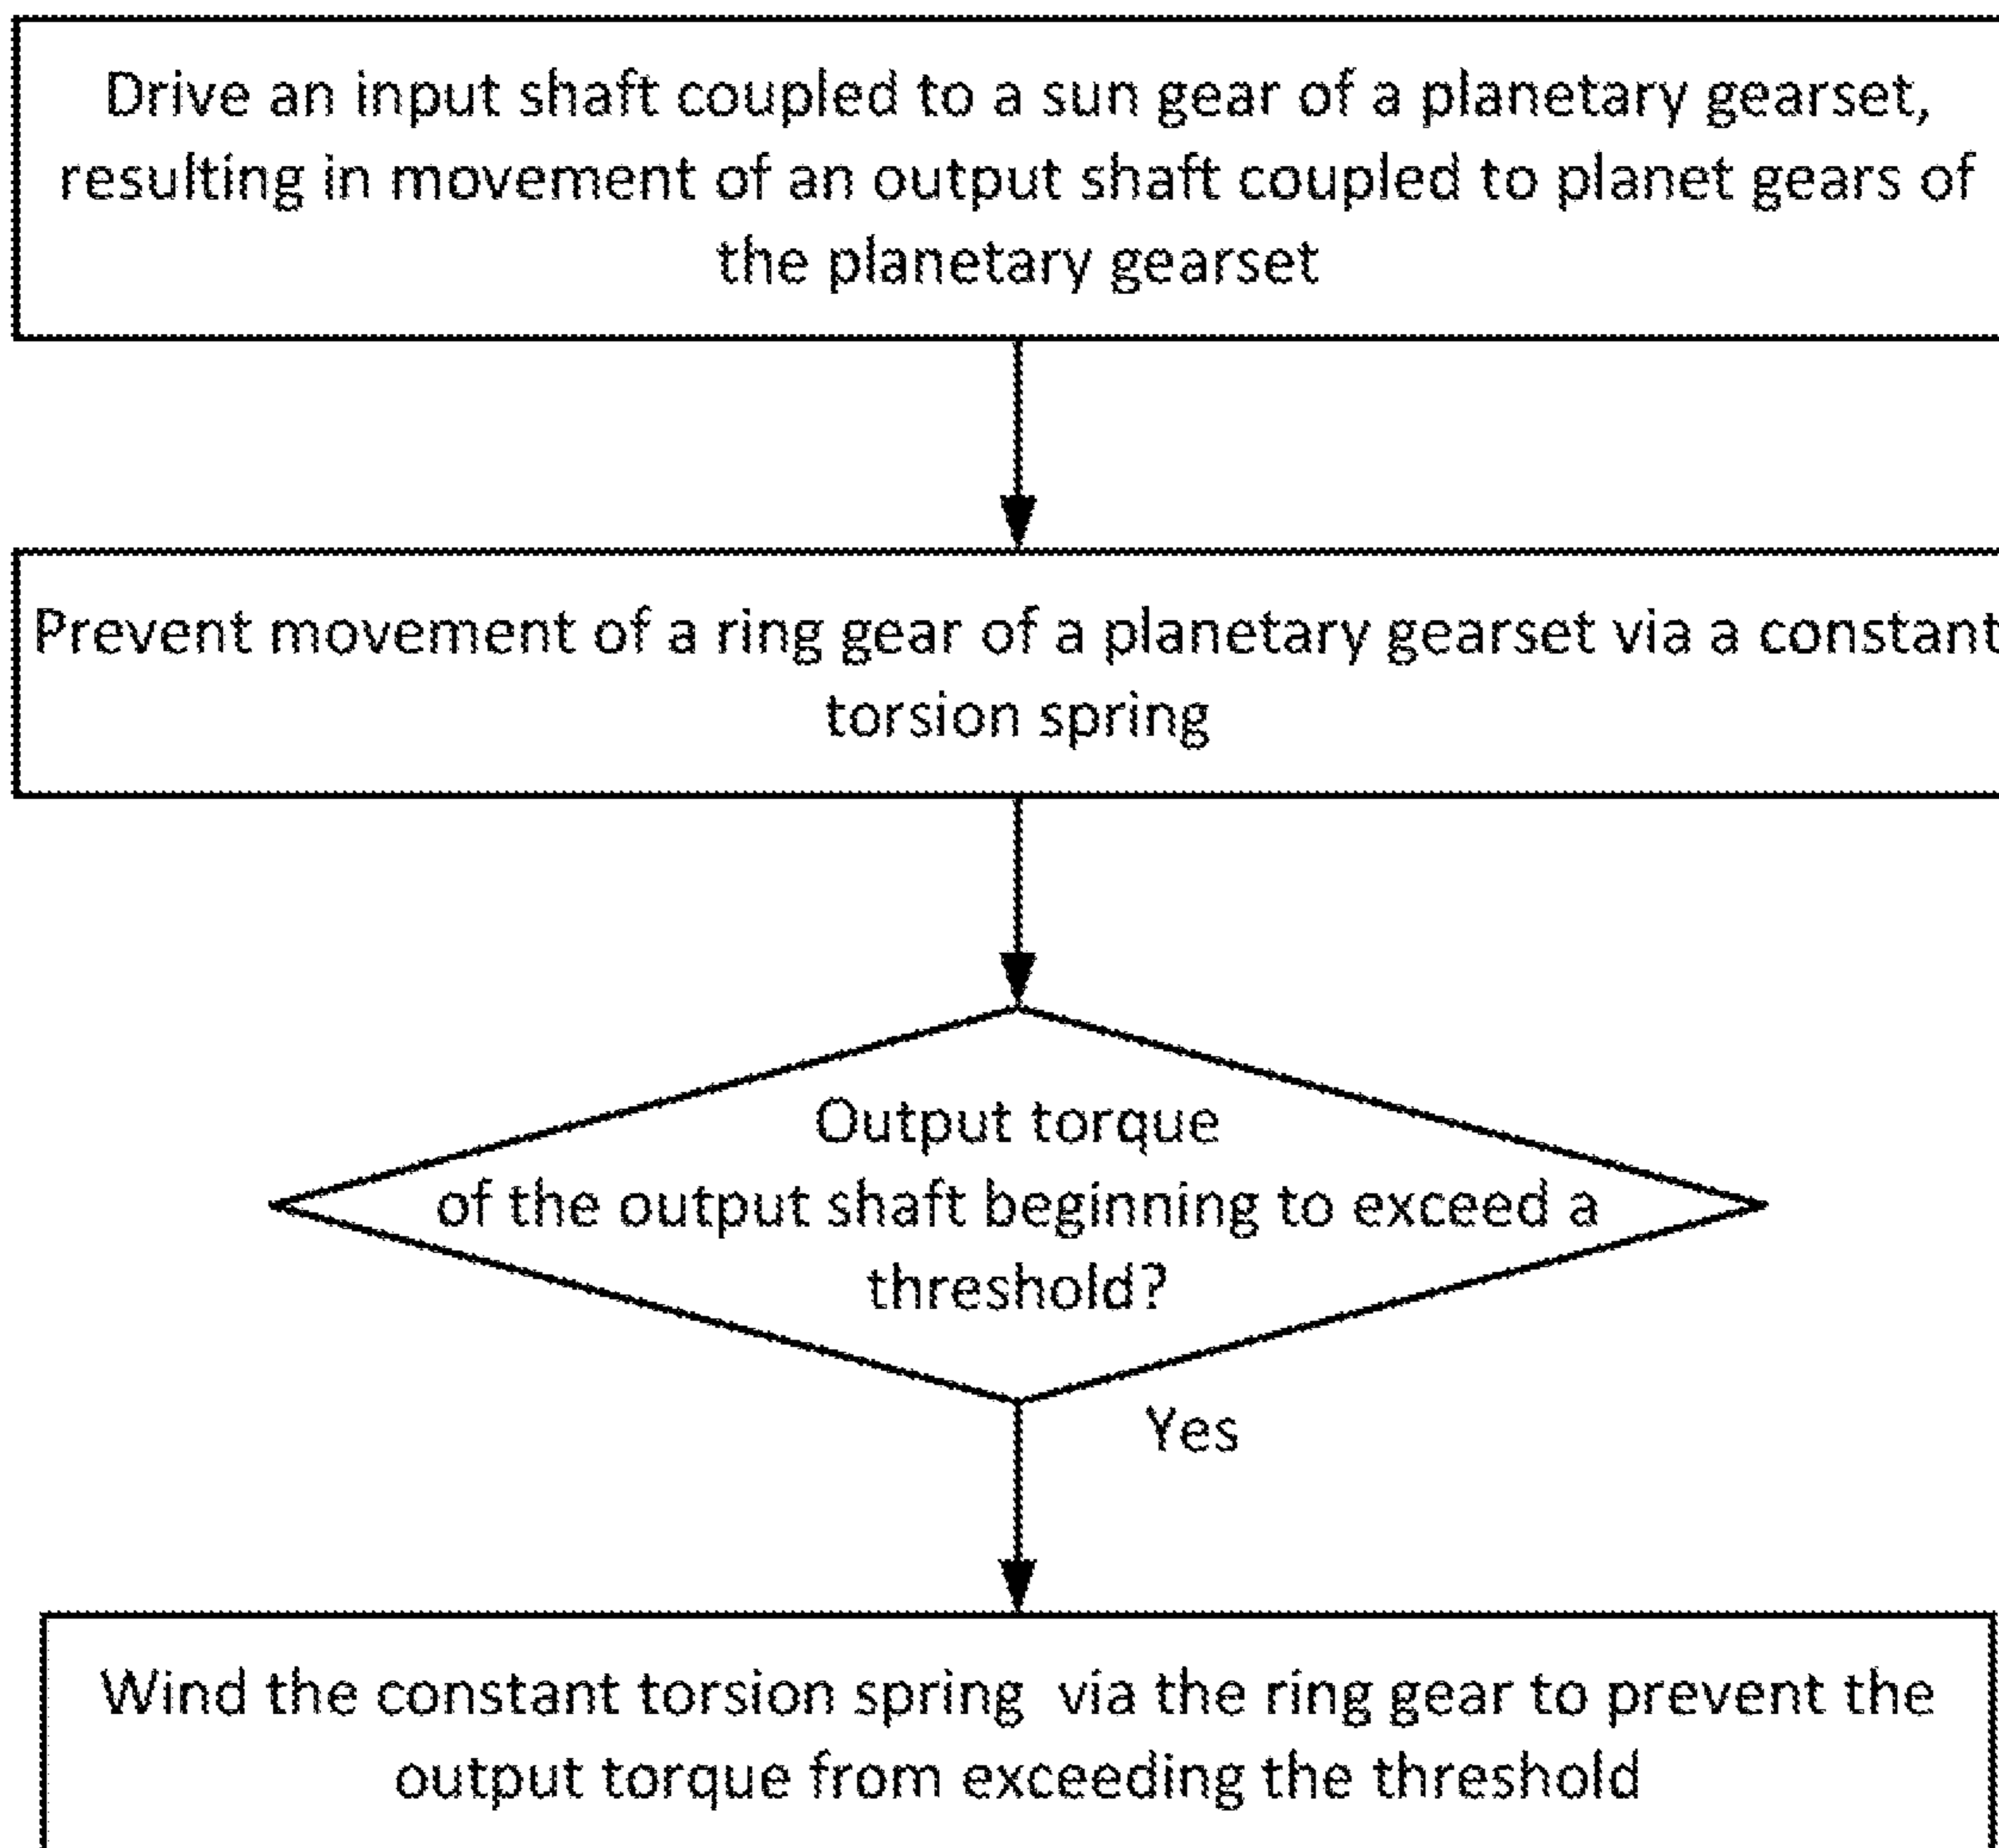 Drive an input shaft coupled to a sun gear of a planetary gearset,
resulting in movement of an output shaft coupled to planet gears of
the planetary gearset
Prevent movement of a ring gear of a planetary gearset via a constant
torsion spring
Output torque
of the output shaft beginning to exceed a
threshold?
Yes
Wind the constant torsion spring via the ring gear to prevent the
output torque from exceeding the threshold